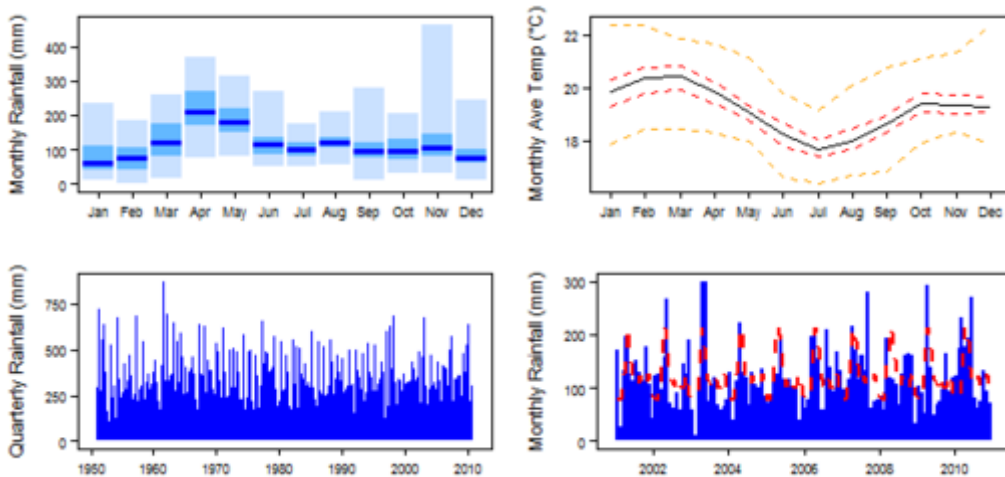 Monthly Rainfall (mm)
400
300
200
100
0
Jan Feb Mar Apr May Jun Jul Aug Sep Oct Nov Dec
Monthly Ave Temp (°C)
22
20
18
Jan Feb Mar Apr May Jun Jul Aug Sep Oct Nov Dec
Quarterly Rainfall (mm)
750
500
250
0
1950 1960 1970 1980 1990 2000 2010
Monthly Rainfall (mm)
300
200
100
0
2002 2004 2006 2008 2010